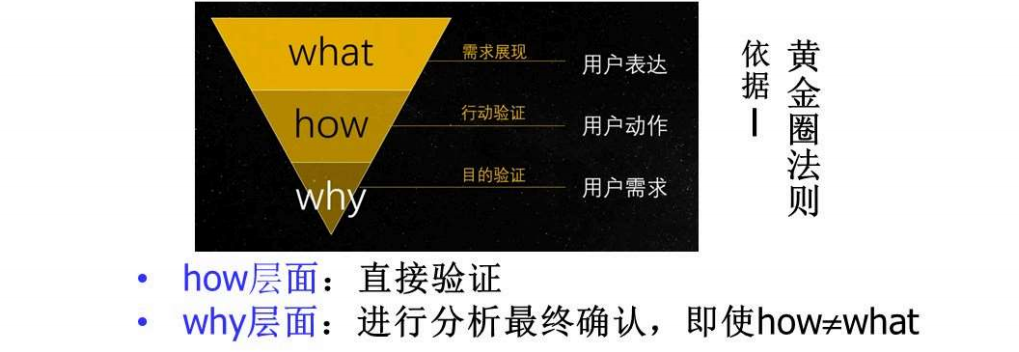 what 需求展现 用户表达
how 行动验证 用户动作
why 目的验证 用户需求
黄金圈法则
依据—
• how层面：直接验证
• why层面：进行分析最终确认，即使how≠what